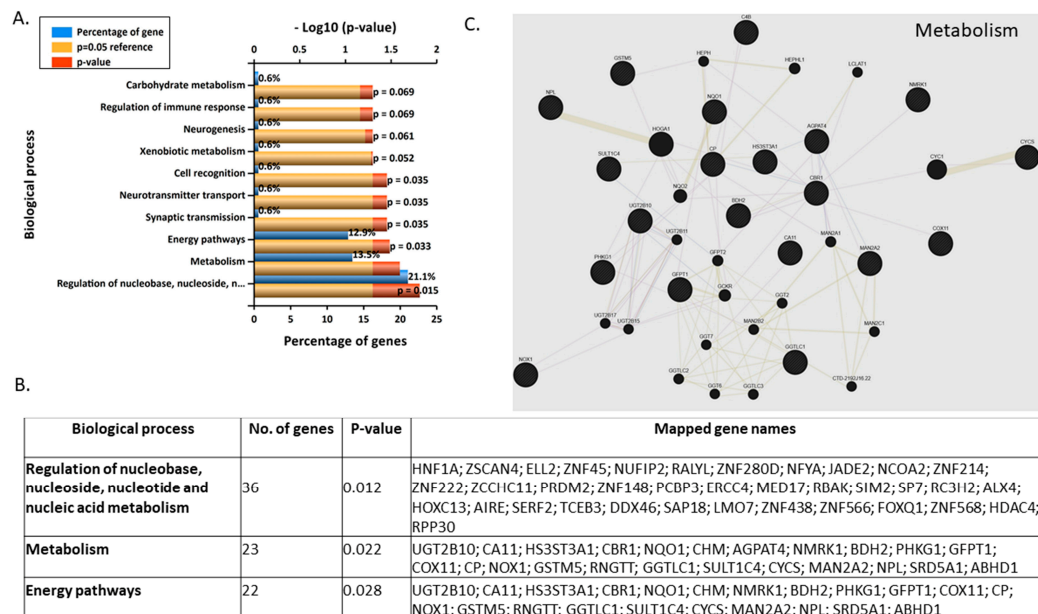 A.
- Log10 (p-value)
Percentage of gene
p=0.05 reference
p-value
0 0.5 1 1.5 2
Biological process
Carbohydrate metabolism
0.6%
p = 0.069
Regulation of immune response
0.6%
p = 0.069
Neurogenesis
0.6%
p = 0.061
Xenobiotic metabolism
0.6%
p = 0.052
Cell recognition
0.6%
p = 0.035
Neurotransmitter transport
0.6%
p = 0.035
Synaptic transmission
0.6%
p = 0.035
Energy pathways
12.9%
p = 0.033
Metabolism
13.5%
Regulation of nucleobase, nucleoside, n...
21.1%
p = 0.015
0 5 10 15 20 25
Percentage of genes
C.
Metabolism
C4B
HEPH
HEPHL1
LCLAT1
GSTM5
NMRK1
NPL
NQO1
HOGA1
AGPAT4
CYCS
CP
HS3ST3A1
CYC1
SULT1C4
NQO2
CBR1
BDH2
UGT2B10
UGT2B11
MAN2A1
COX11
CA11
MAN2A2
GFPT2
PHKG1
GFPT1
GCKR
GGT2
UGT2B17
UGT2B15
MAN2B2
MAN2C1
GGT7
NOX1
GGTLC1
GGTLC2
GGT6
GGTLC3
CTD-2192J16.22
B.
Biological process No. of genes P-value Mapped gene names
Regulation of nucleobase,
nucleoside, nucleotide and
nucleic acid metabolism
36
0.012
HNF1A; ZSCAN4; ELL2; ZNF45; NUFIP2; RALYL; ZNF280D; NFYA; JADE2; NCOA2; ZNF214;
ZNF222; ZCCHC11; PRDM2; ZNF148; PCBP3; ERCC4; MED17; RBAK; SIM2; SP7; RC3H2; ALX4;
HOXC13; AIRE; SERF2; TCEB3; DDX46; SAP18; LMO7; ZNF438; ZNF566; FOXQ1; ZNF568; HDAC4;
RPP30
Metabolism
23
0.022
UGT2B10; CA11; HS3ST3A1; CBR1; NQO1; CHM; AGPAT4; NMRK1; BDH2; PHKG1; GFPT1;
COX11; CP; NOX1; GSTM5; RNGTT; GGTLC1; SULT1C4; CYCS; MAN2A2; NPL; SRD5A1; ABHD1
Energy pathways
22
0.028
UGT2B10; CA11; HS3ST3A1; CBR1; NQO1; CHM; NMRK1; BDH2; PHKG1; GFPT1; COX11; CP;
NOX1; GSTM5; RNGTT; GGTLC1; SULT1C4; CYCS; MAN2A2; NPL; SRD5A1; ABHD1